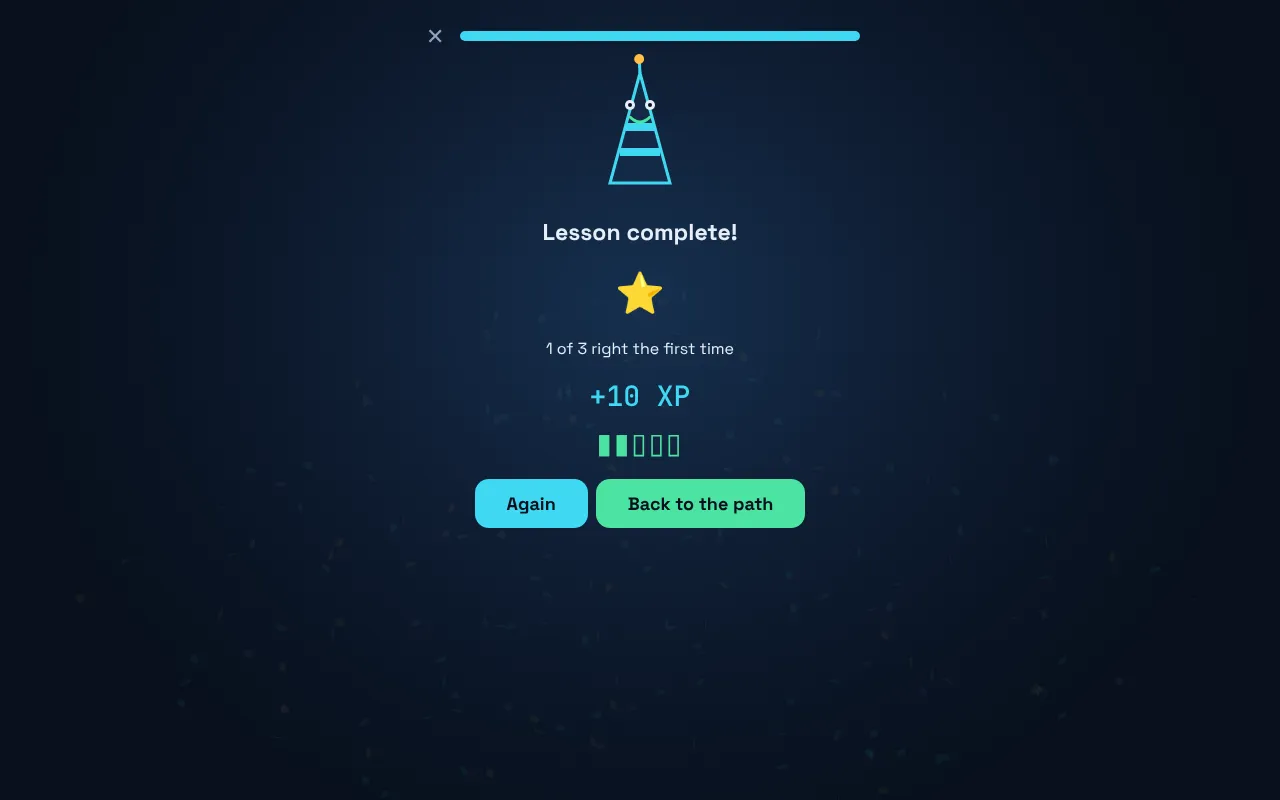 Lesson complete!
1 of 3 right the first time
+10 XP
Again
Back to the path